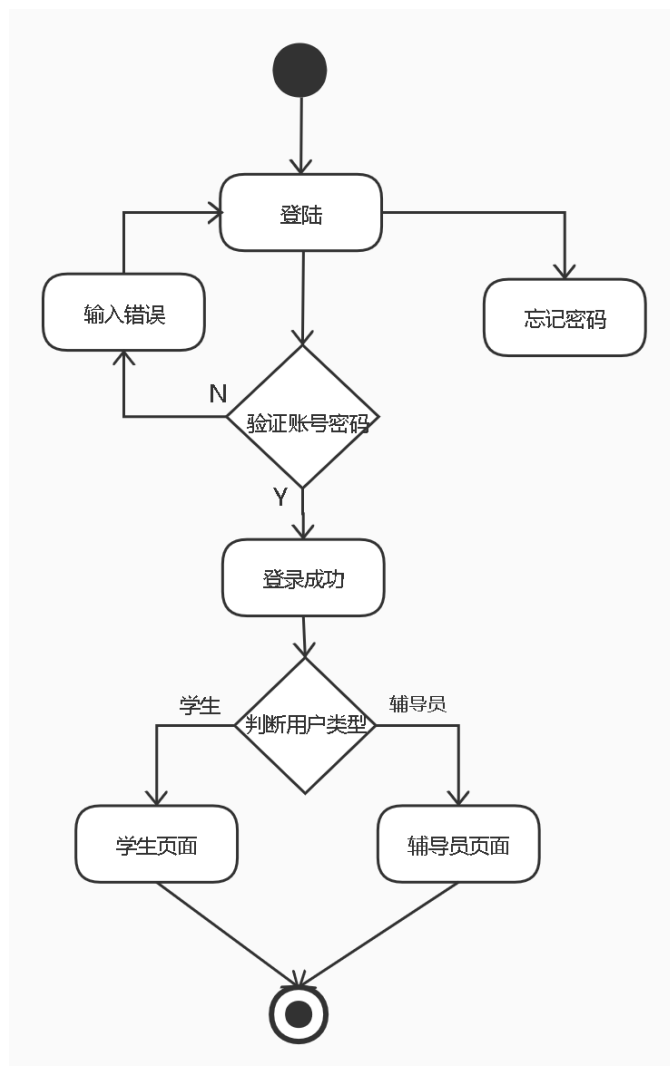 登陆
输入错误
忘记密码
N
验证账号密码
Y
登录成功
学生
辅导员
判断用户类型
学生页面
辅导员页面